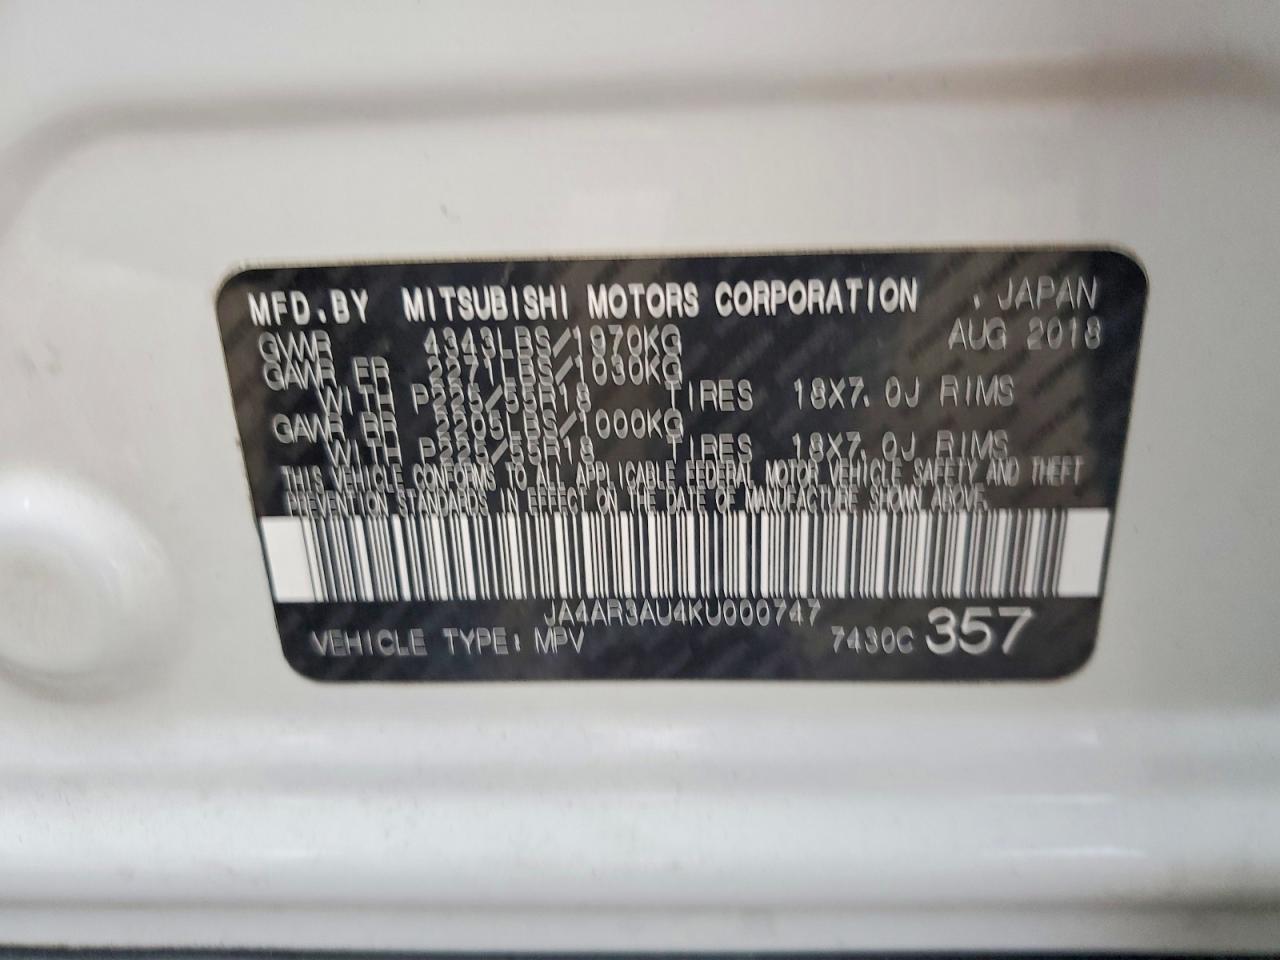 MFD.BY MITSUBISHI MOTORS CORPORATION , JAPAN
GVWR 4343LBS/1970KG AUG 2018
GAWR FR 2271LBS/1030KG
WITH P225/55R18 TIRES 18X7.0J RIMS
GAWR RR 2205LBS/1000KG
WITH P225/55R18 TIRES 18X7.0J RIMS
THIS VEHICLE CONFORMS TO ALL APPLICABLE FEDERAL MOTOR VEHICLE SAFETY AND THEFT
PREVENTION STANDARDS IN EFFECT ON THE DATE OF MANUFACTURE SHOWN ABOVE.
JA4AR3AU4KU000747
VEHICLE TYPE: MPV 7430C 357